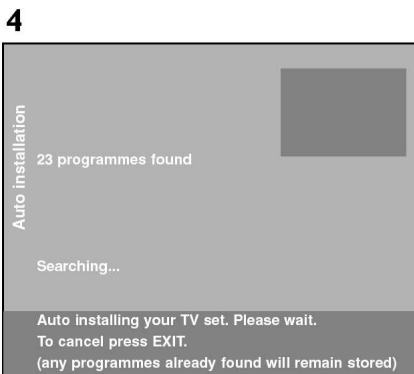 4
Auto installation
23 programmes found
Searching...
Auto installing your TV set. Please wait.
To cancel press EXIT.
(any programmes already found will remain stored)